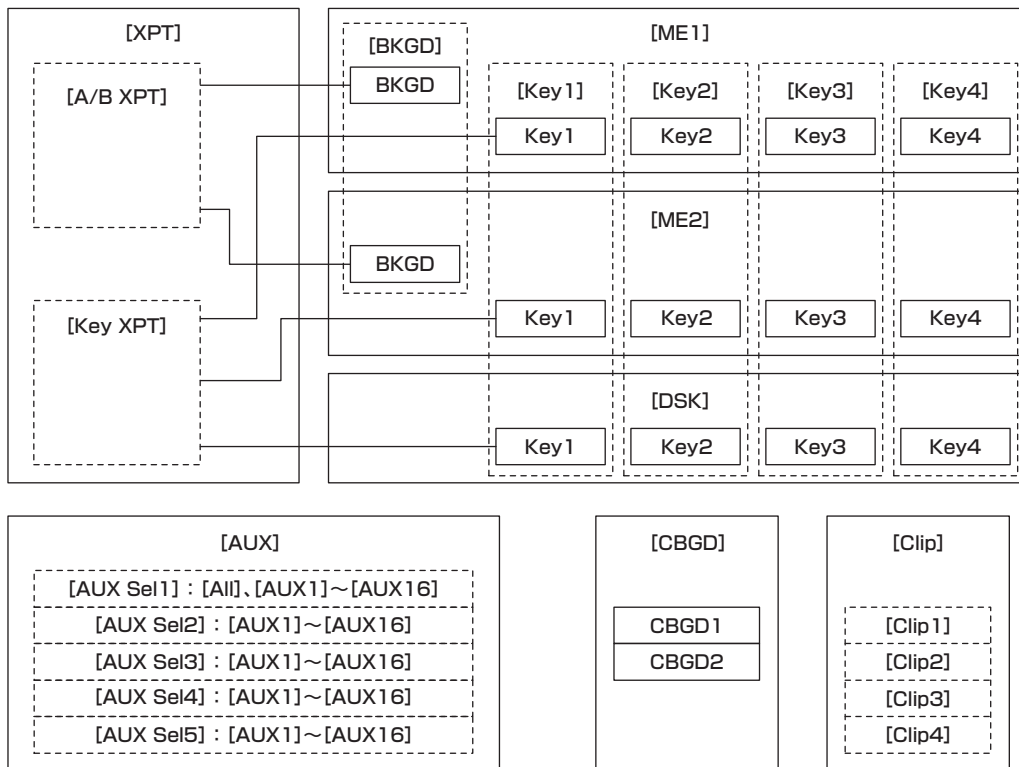 [XPT]
[A/B XPT]
[Key XPT]
[ME1]
[BKGD]
BKGD
[Key1] [Key2] [Key3] [Key4]
Key1 Key2 Key3 Key4
[ME2]
BKGD
Key1 Key2 Key3 Key4
[DSK]
Key1 Key2 Key3 Key4
[AUX]
[AUX Sel1]：[All]、[AUX1]～[AUX16]
[AUX Sel2]：[AUX1]～[AUX16]
[AUX Sel3]：[AUX1]～[AUX16]
[AUX Sel4]：[AUX1]～[AUX16]
[AUX Sel5]：[AUX1]～[AUX16]
[CBGD]
CBGD1
CBGD2
[Clip]
[Clip1]
[Clip2]
[Clip3]
[Clip4]